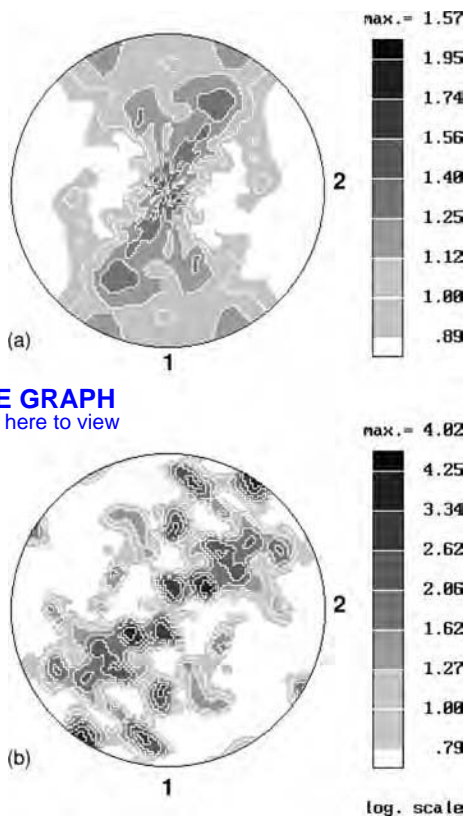 max.= 1.57
1.95
1.74
1.56
1.40
1.25
1.12
1.00
.89
2
(a)
1
E GRAPH
here to view
max.= 4.02
4.25
3.34
2.62
2.06
1.62
1.27
1.00
.79
2
(b)
1
log. scale